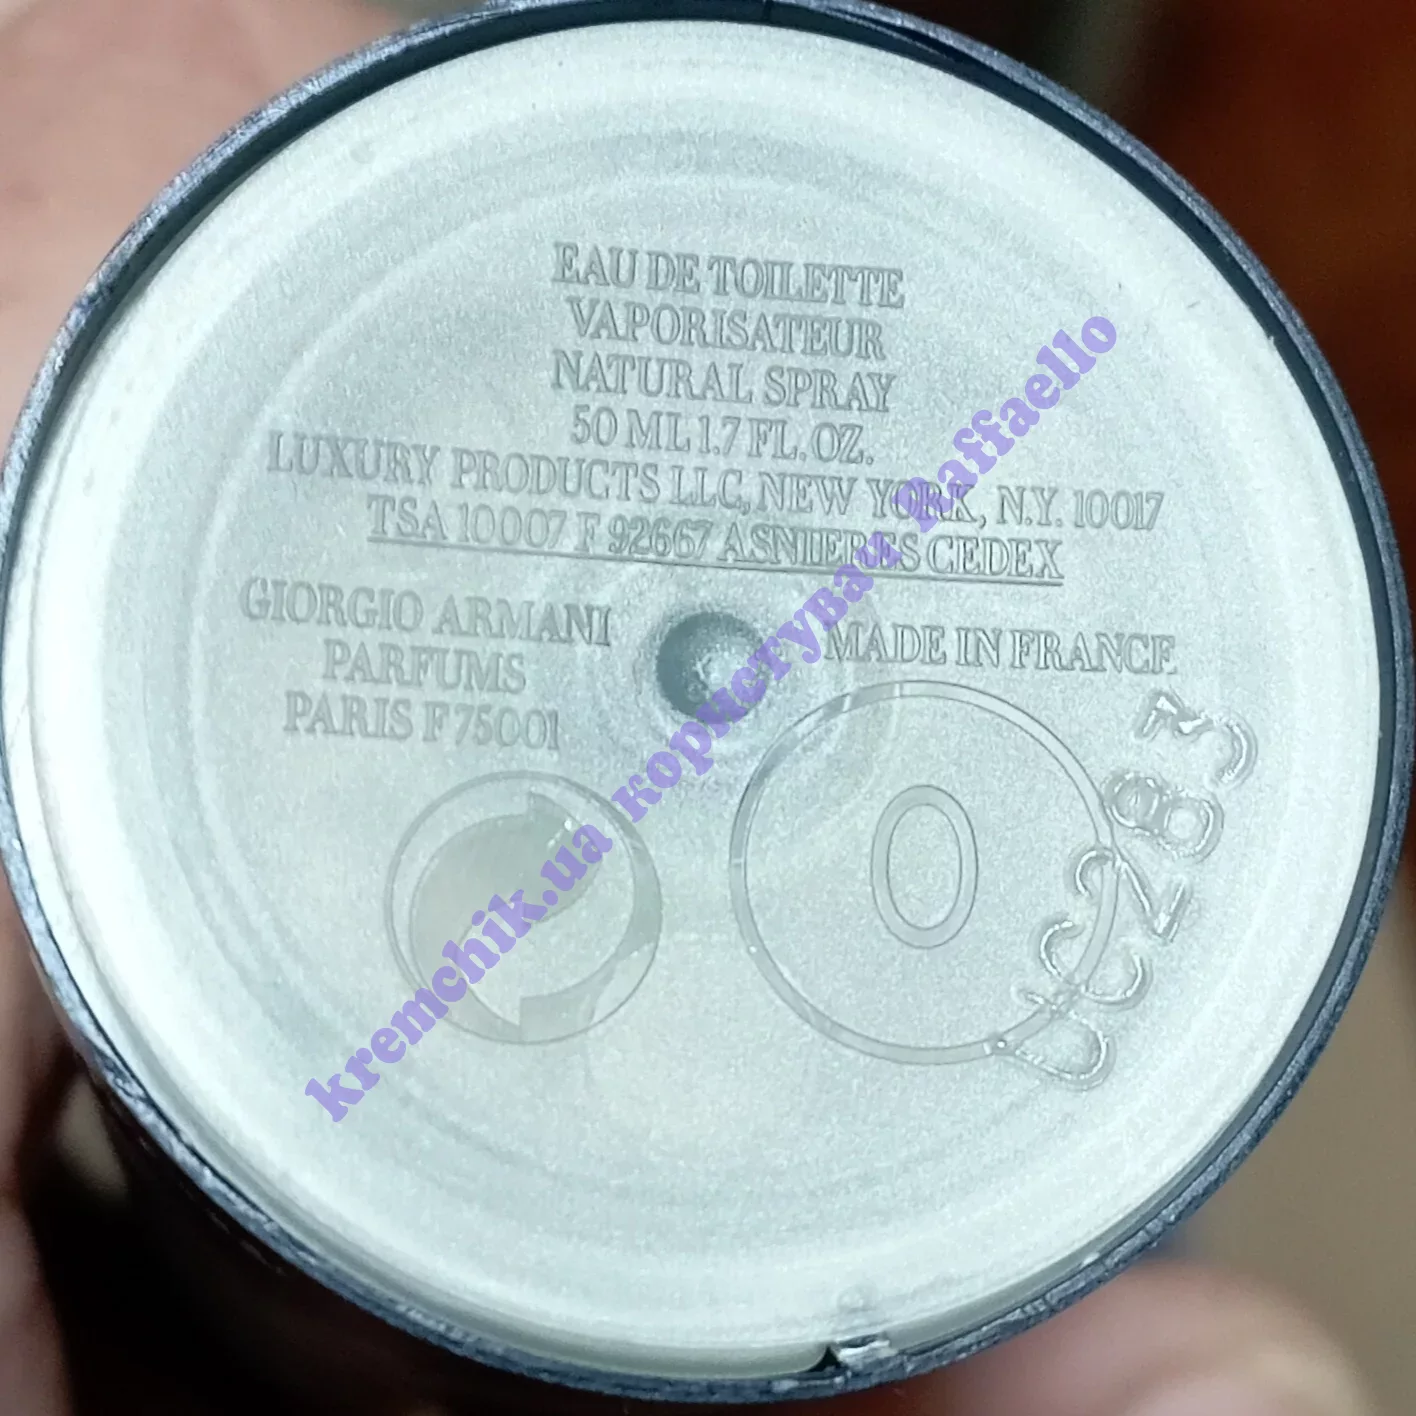 EAU DE TOILETTE
VAPORISATEUR
NATURAL SPRAY
50 ML 1.7 FL. OZ.
LUXURY PRODUCTS LLC, NEW YORK, N.Y. 10017
TSA 10007 F 92667 ASNIERES CEDEX
GIORGIO ARMANI
PARFUMS
PARIS F 75001
MADE IN FRANCE
0
kremchik.ua користувач Raffaello